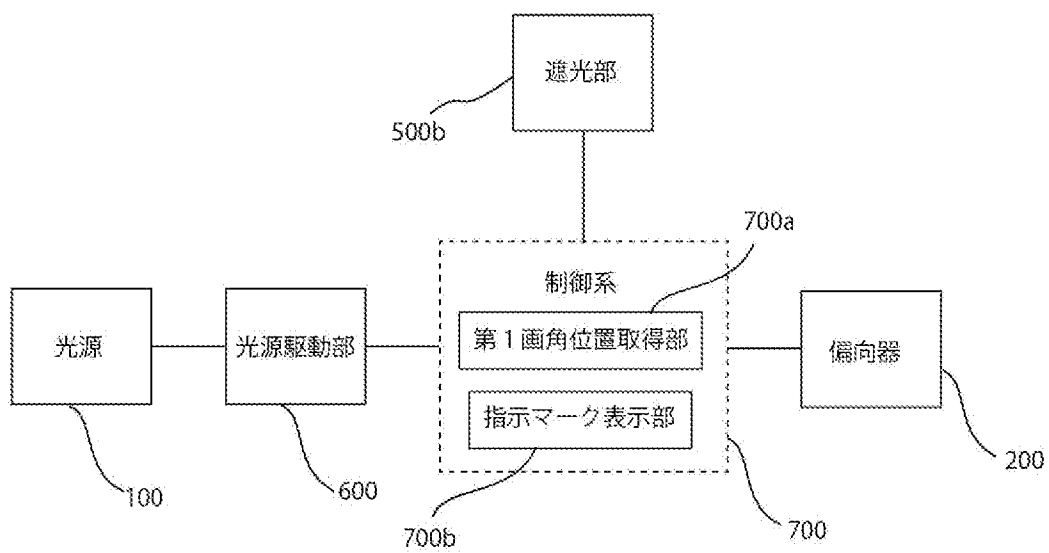 遮光部
500b
700a
制御系
第1画角位置取得部
光源
光源駆動部
偏向器
指示マーク表示部
100
600
700b
700
200